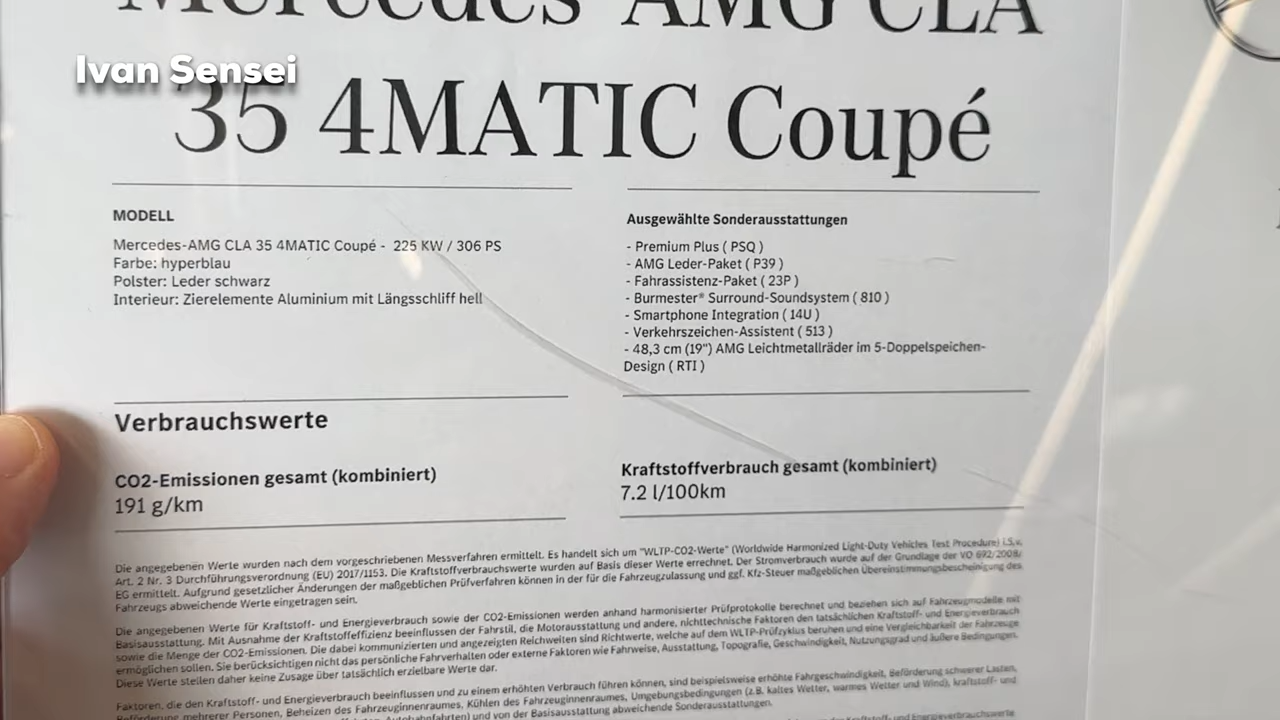 Mercedes-AMG CLA
Ivan Sensei
35 4MATIC Coupé
MODELL
Mercedes-AMG CLA 35 4MATIC Coupé - 225 KW / 306 PS
Farbe: hyperblau
Polster: Leder schwarz
Interieur: Zierelemente Aluminium mit Längsschliff hell
Ausgewählte Sonderausstattungen
- Premium Plus ( PSQ )
- AMG Leder-Paket ( P39 )
- Fahrassistenz-Paket ( 23P )
- Burmester® Surround-Soundsystem ( 810 )
- Smartphone Integration ( 14U )
- Verkehrszeichen-Assistent ( 513 )
- 48,3 cm (19") AMG Leichtmetallräder im 5-Doppelspeichen-
Design ( RTI )
Verbrauchswerte
CO2-Emissionen gesamt (kombiniert)
191 g/km
Kraftstoffverbrauch gesamt (kombiniert)
7.2 l/100km
Die angegebenen Werte wurden nach dem vorgeschriebenen Messverfahren ermittelt. Es handelt sich um "WLTP-CO2-Werte" (Worldwide Harmonized Light-Duty Vehicles Test Procedure) i.S.v.
Art. 2 Nr. 3 Durchführungsverordnung (EU) 2017/1153. Die Kraftstoffverbrauchswerte wurden auf Basis dieser Werte errechnet. Der Stromverbrauch wurde auf der Grundlage der VO 692/2008/
EG ermittelt. Aufgrund gesetzlicher Änderungen der maßgeblichen Prüfverfahren können in der für die Fahrzeugzulassung und ggf. Kfz-Steuer maßgeblichen Übereinstimmungsbescheinigung des
Fahrzeugs abweichende Werte eingetragen sein.
Die angegebenen Werte für Kraftstoff- und Energieverbrauch sowie der CO2-Emissionen werden anhand harmonisierter Prüfprotokolle berechnet und beziehen sich auf Fahrzeugmodelle mit
Basisausstattung. Mit Ausnahme der Kraftstoffeffizienz beeinflussen der Fahrstil, die Motorausstattung und andere, nichttechnische Faktoren den tatsächlichen Kraftstoff- und Energieverbrauch
sowie die Menge der CO2-Emissionen. Die dabei kommunizierten und angezeigten Reichweiten sind Richtwerte, welche auf dem WLTP-Prüfzyklus beruhen und eine Vergleichbarkeit der Fahrzeuge
ermöglichen sollen. Sie berücksichtigen nicht das persönliche Fahrverhalten oder externe Faktoren wie Fahrweise, Ausstattung, Topografie, Geschwindigkeit, Nutzungsgrad und äußere Bedingungen.
Diese Werte stellen daher keine Zusage über tatsächlich erzielbare Werte dar.
Faktoren, die den Kraftstoff- und Energieverbrauch beeinflussen und zu einem erhöhten Verbrauch führen können, sind beispielsweise erhöhte Fahrgeschwindigkeit, Beförderung schwerer Lasten,
Beförderung mehrerer Personen, Beheizen des Fahrzeuginnenraumes, Kühlen des Fahrzeuginnenraumes, Umgebungsbedingungen (z.B. kaltes Wetter, warmes Wetter und Wind), kraftstoff- und
Autobahnfahrten) und von der Basisausstattung abweichende Sonderausstattungen.
Kraftstoff- und Energieverbrauchswerte